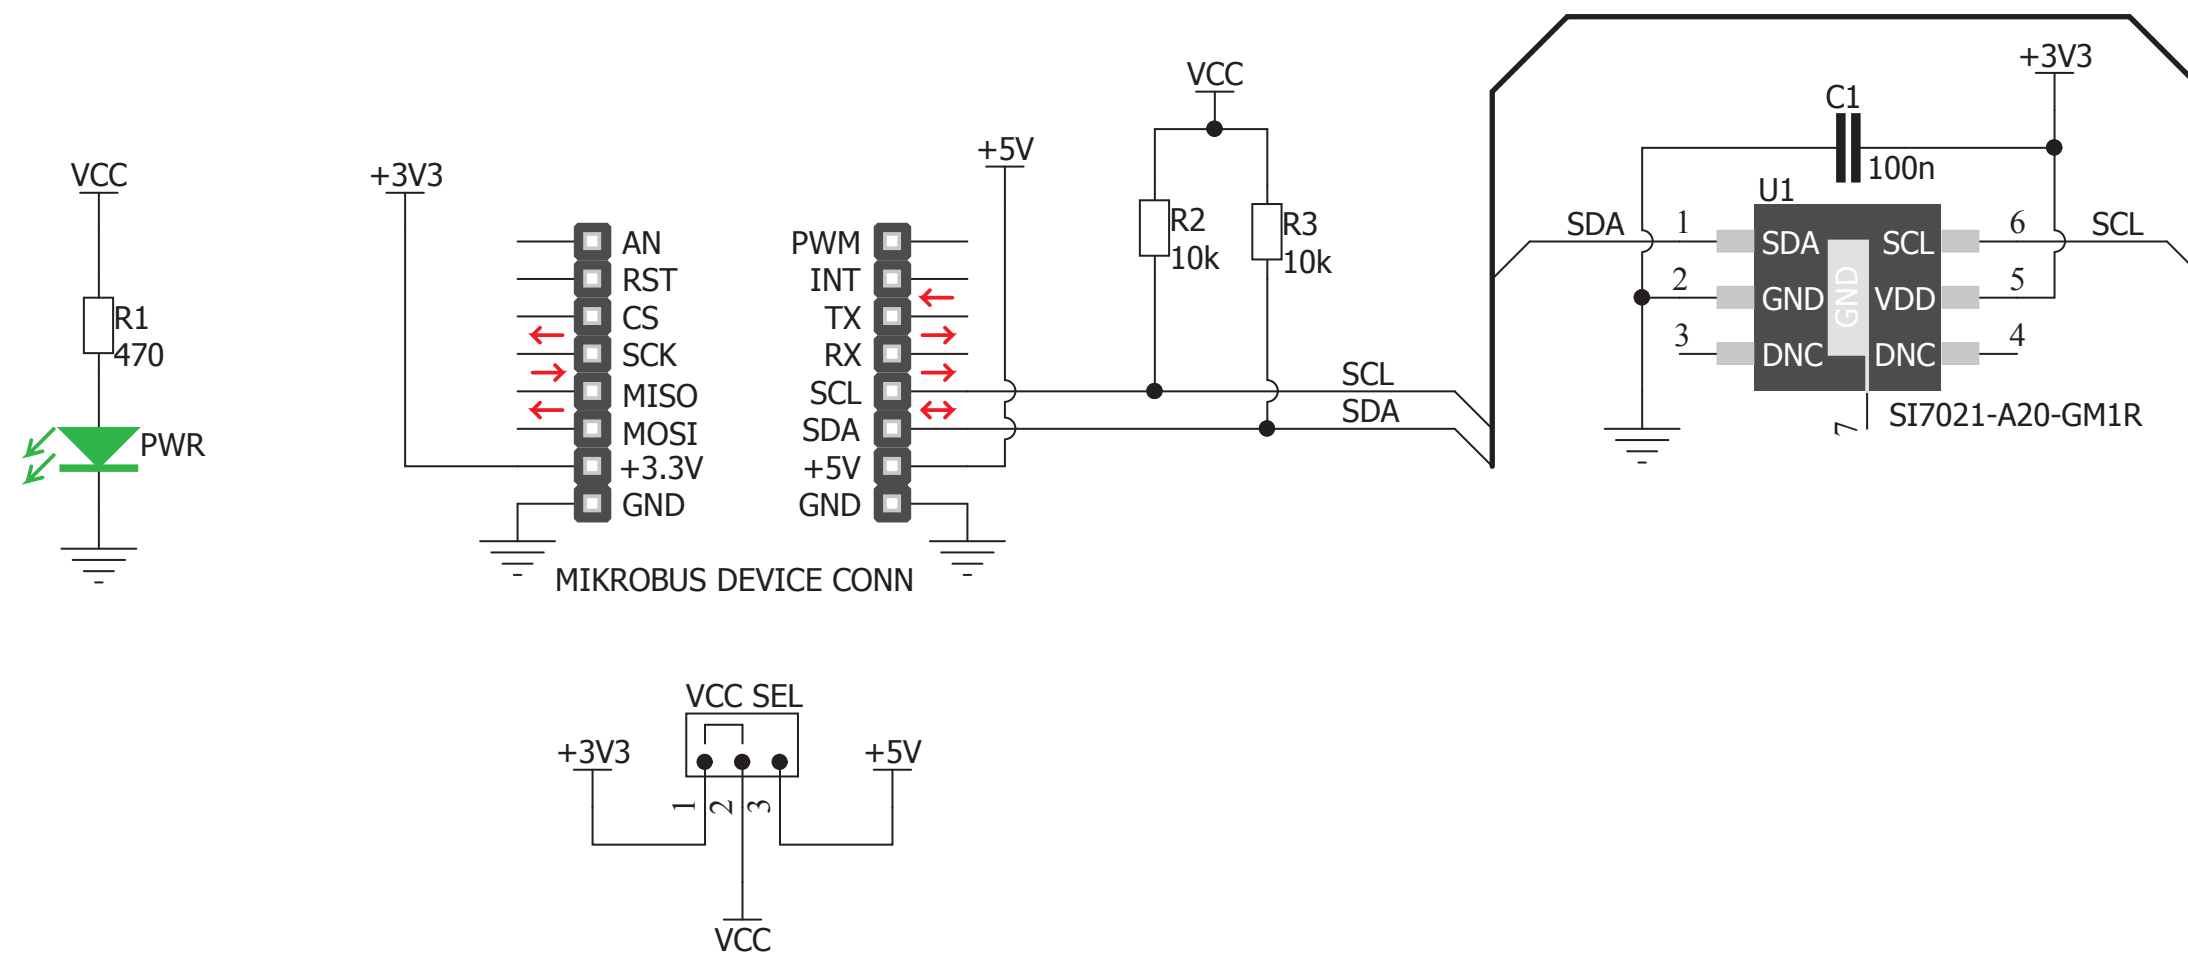 VCC
R1
470
PWR
+3V3
AN
RST
CS
SCK
MISO
MOSI
+3.3V
GND
PWM
INT
TX
RX
SCL
SDA
+5V
GND
MIKROBUS DEVICE CONN
+5V
VCC
R2
10k
R3
10k
SCL
SDA
+3V3
C1
100n
U1
SDA
1
2
3
SDA
GND
DNC
GND
SCL
VDD
DNC
6
5
4
SCL
7
SI7021-A20-GM1R
VCC SEL
+3V3
+5V
1
2
3
VCC